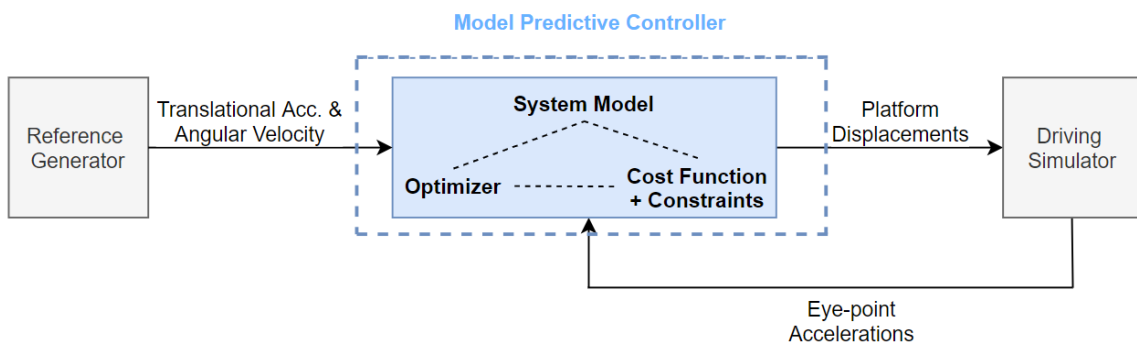 Model Predictive Controller
Reference
Generator
Translational Acc. &
Angular Velocity
System Model
Optimizer
Cost Function
+ Constraints
Platform
Displacements
Driving
Simulator
Eye-point
Accelerations